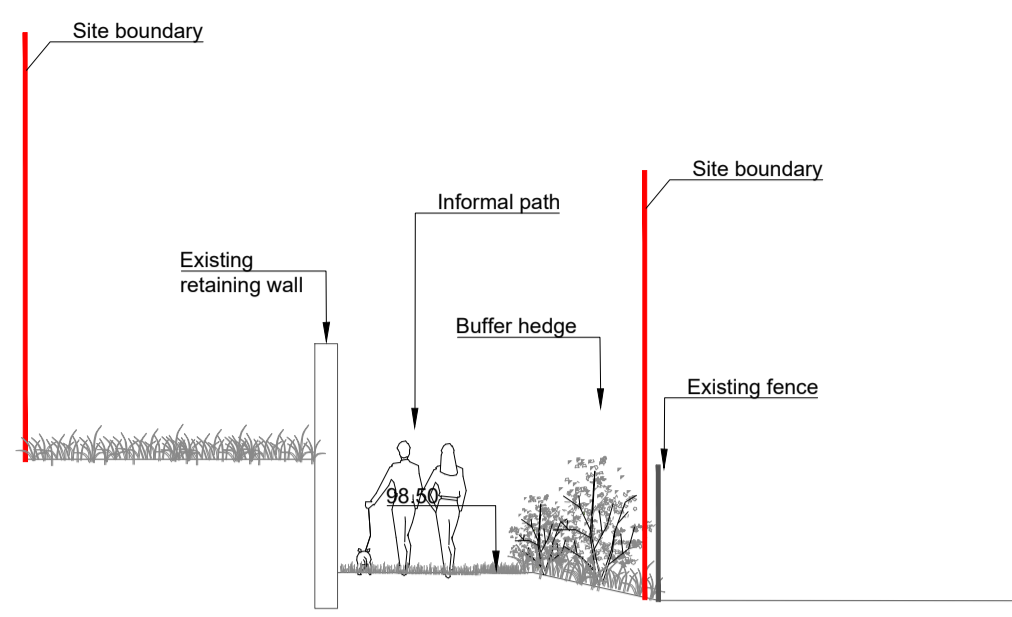 Site boundary
Site boundary
Informal path
Existing
retaining wall
Buffer hedge
Existing fence
98.50